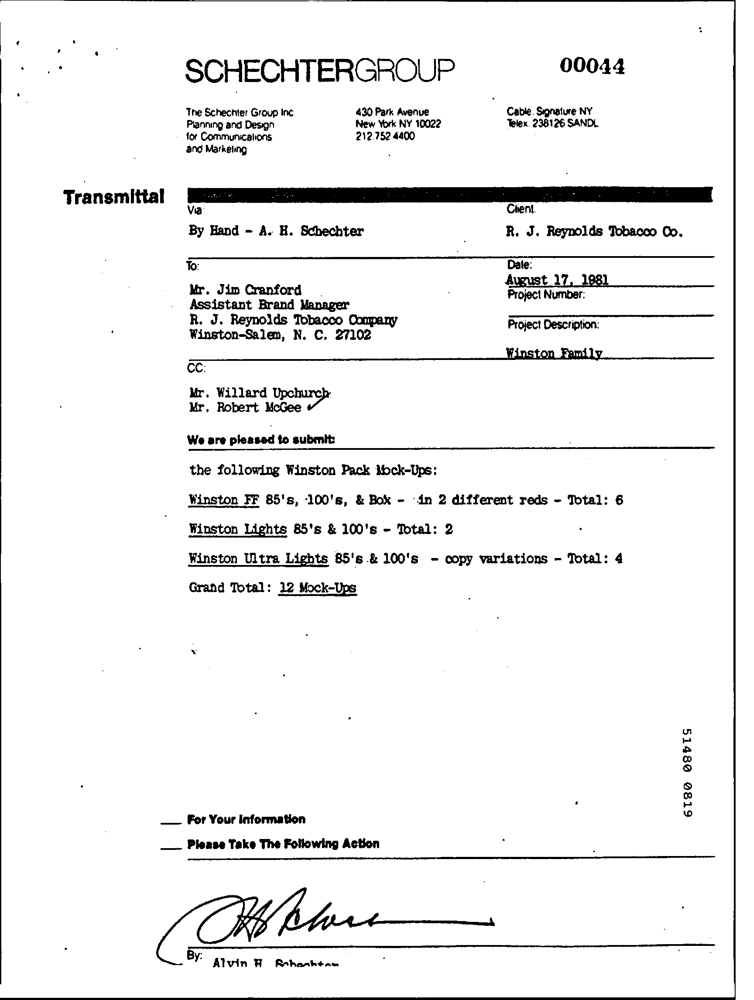 SCHECHTERGROUP
00044
The Schechter Group Inc
Planning and Design
for Communications
and Marketing
430 Park Avenue
New York NY 10022
212 752 4400
Cable. Signature NY
Telex. 238126 SANDL
Transmittal
Via
By Hand - A. H. Schechter
Client
R. J. Reynolds Tobacco Co.
To:
Mr. Jim Cranford
Assistant Brand Manager
R. J. Reynolds Tobacco Company
Winston-Salem, N. C. 27102
Date:
August 17, 1981
Project Number:
Project Description:
Winston Family
CC:
Mr. Willard Upchurch
Mr. Robert McGee
We are pleased to submit:
the following Winston Pack Mock-Ups:
Winston FF 85's, 100's, & Box - in 2 different reds - Total: 6
Winston Lights 85's & 100's - Total: 2
Winston Ultra Lights 85's & 100's - copy variations - Total: 4
Grand Total: 12 Mock-Ups
51480 0819
For Your Information
Please Take The Following Action
By: Alvin H Schechter